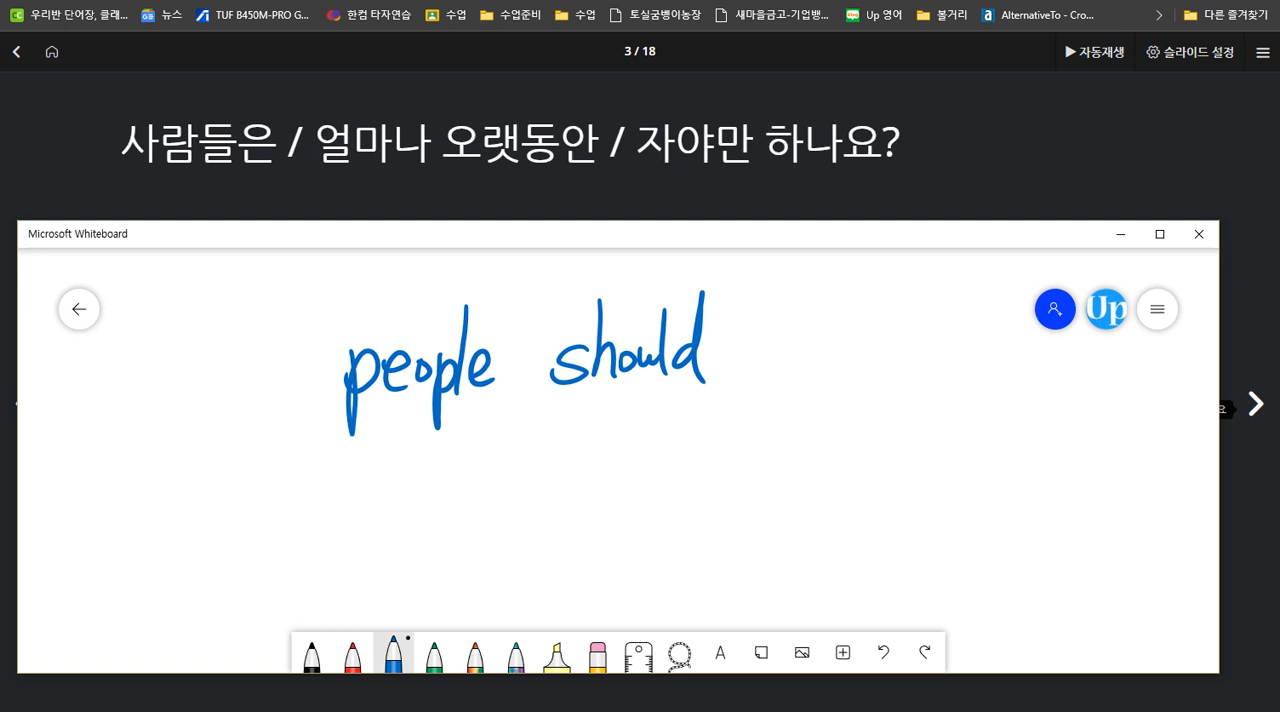 우리반 단어장, 클래... 뉴스 TUF B450M-PRO G... 한컴 타자연습 수업 수업준비 수업 토실굼벵이농장 새마을금고-기업뱅... Up 영어 볼거리 AlternativeTo - Cro... 다른 즐겨찾기
3 / 18 자동재생 슬라이드 설정
사람들은 / 얼마나 오랫동안 / 자야만 하나요?
Microsoft Whiteboard
Up
people should
요
A